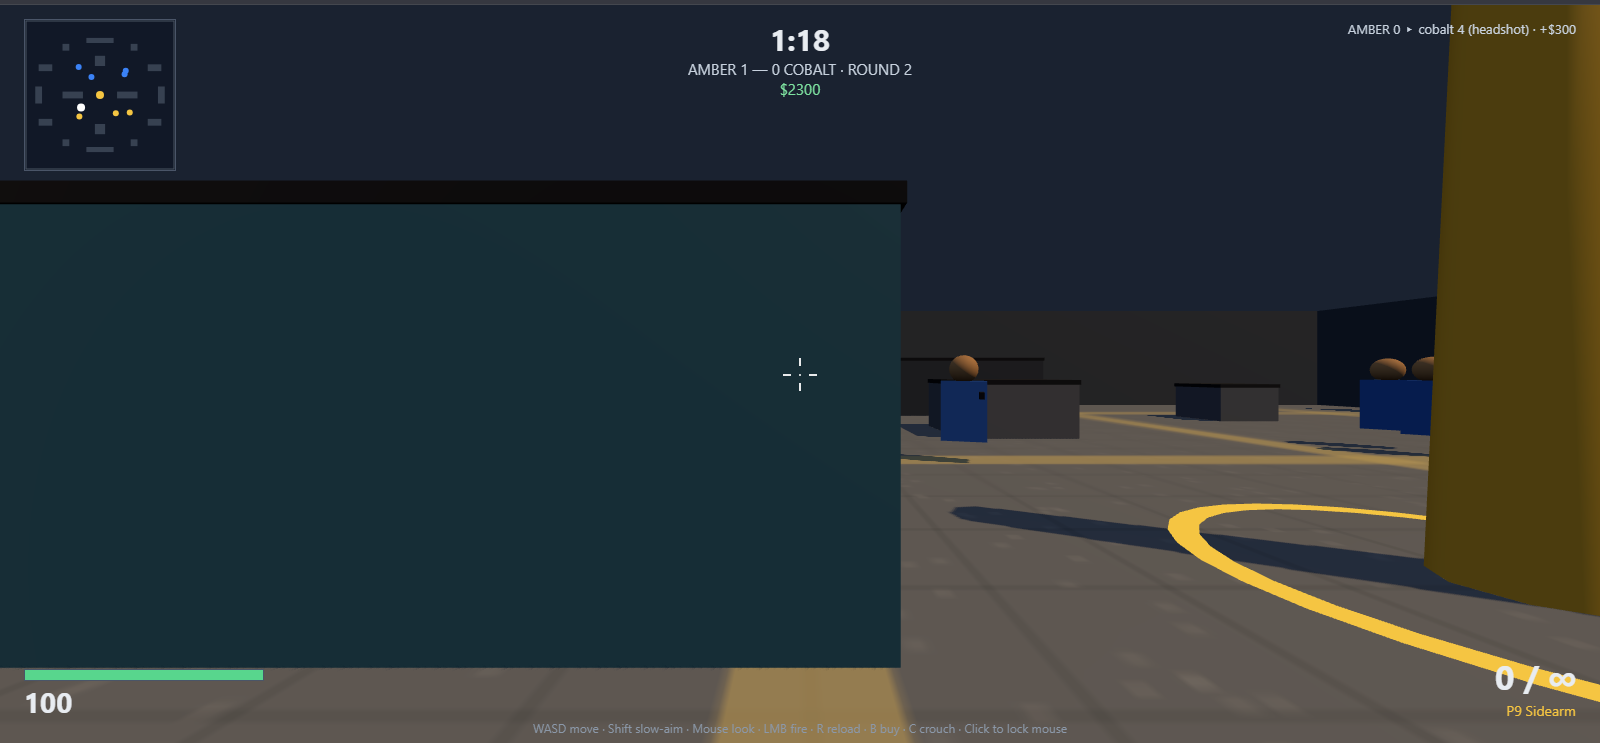 1:18
AMBER 1 — 0 COBALT · ROUND 2
$2300
AMBER 0 ▸ cobalt 4 (headshot) · +$300
100
0 / ∞
P9 Sidearm
WASD move · Shift slow-aim · Mouse look · LMB fire · R reload · B buy · C crouch · Click to lock mouse